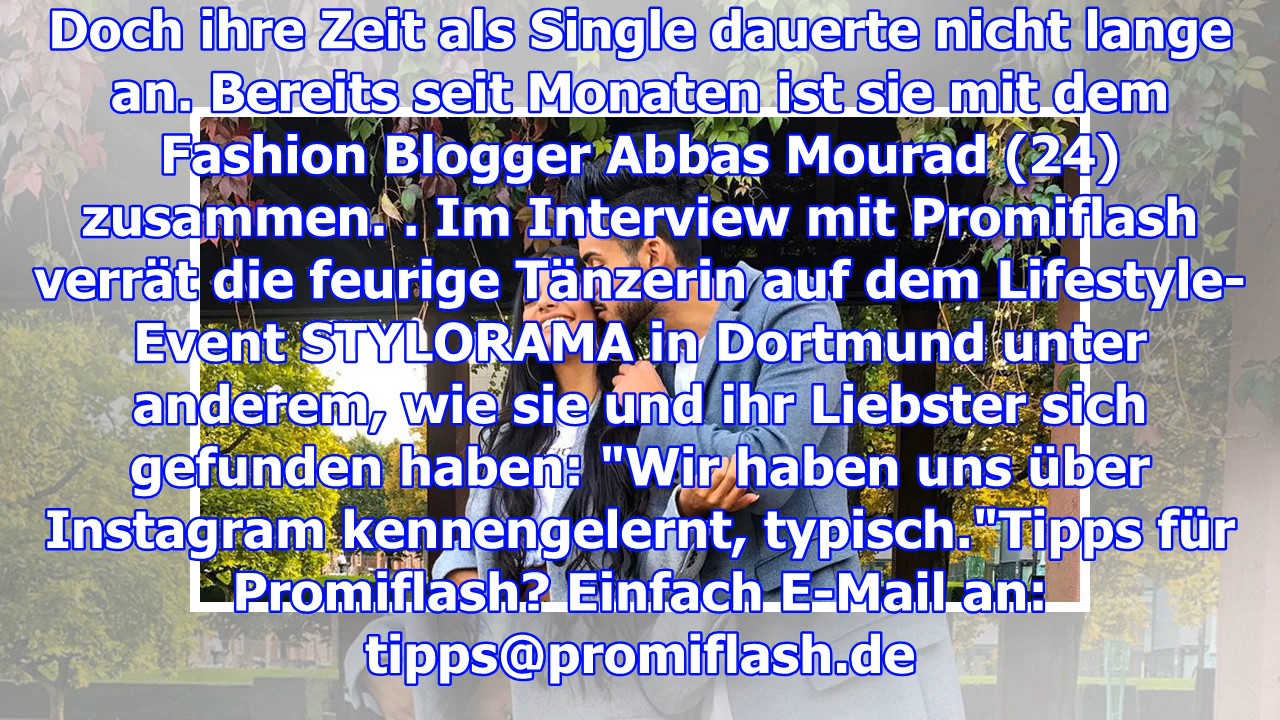 Doch ihre Zeit als Single dauerte nicht lange
an. Bereits seit Monaten ist sie mit dem
Fashion Blogger Abbas Mourad (24)
zusammen. . Im Interview mit Promiflash
verrät die feurige Tänzerin auf dem Lifestyle-
Event STYLORAMA in Dortmund unter
anderem, wie sie und ihr Liebster sich
gefunden haben: "Wir haben uns über
Instagram kennengelernt, typisch."Tipps für
Promiflash? Einfach E-Mail an:
tipps@promiflash.de